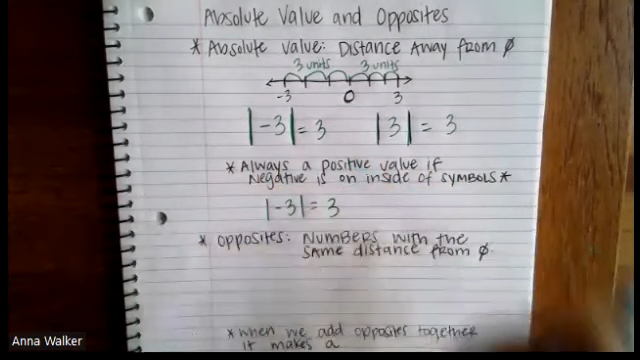 Absolute Value and Opposites
* Absolute value: Distance Away from 0
3 units 3 units
-3 0 3
|-3| = 3 |3| = 3
*Always a positive value if
Negative is on inside of symbols*
|-3| = 3
* opposites: Numbers with the
same distance from 0.
*when we add opposites together
it makes a
Anna Walker